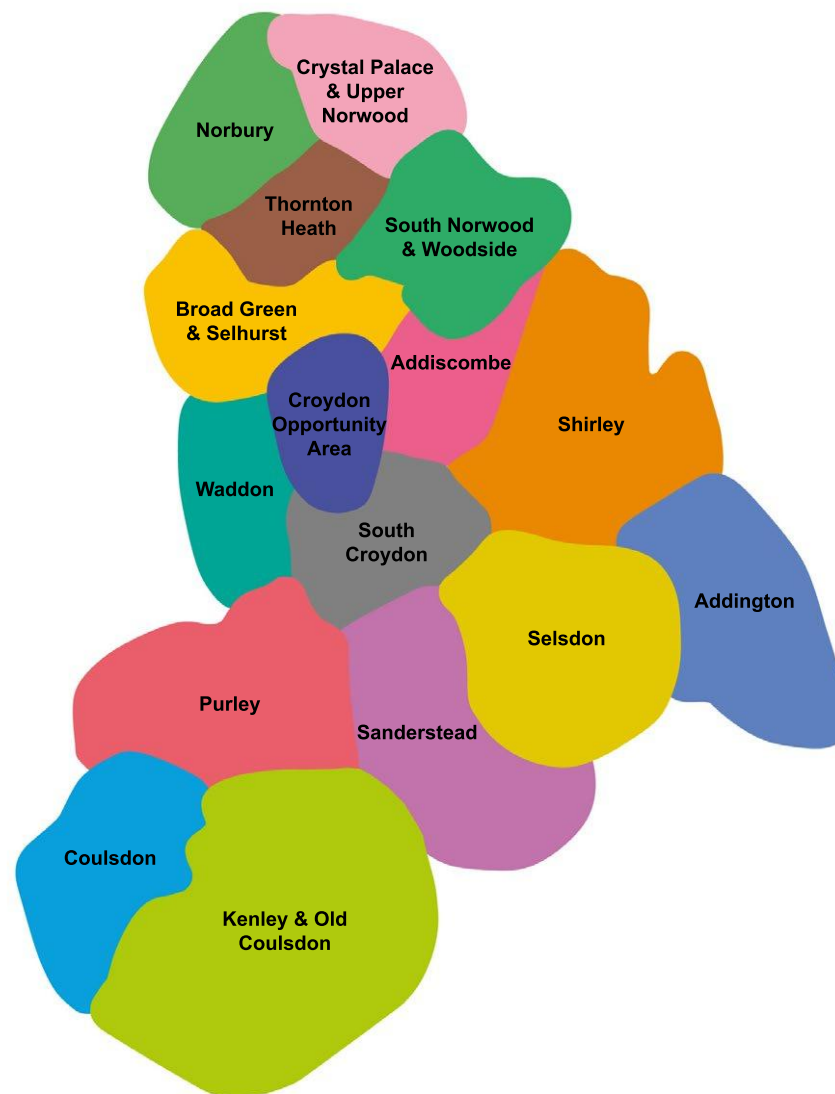 Crystal Palace
& Upper
Norwood
Norbury
Thornton
Heath
South Norwood
& Woodside
Broad Green
& Selhurst
Addiscombe
Croydon
Opportunity
Area
Shirley
Waddon
South
Croydon
Addington
Selsdon
Purley
Sanderstead
Coulsdon
Kenley & Old
Coulsdon